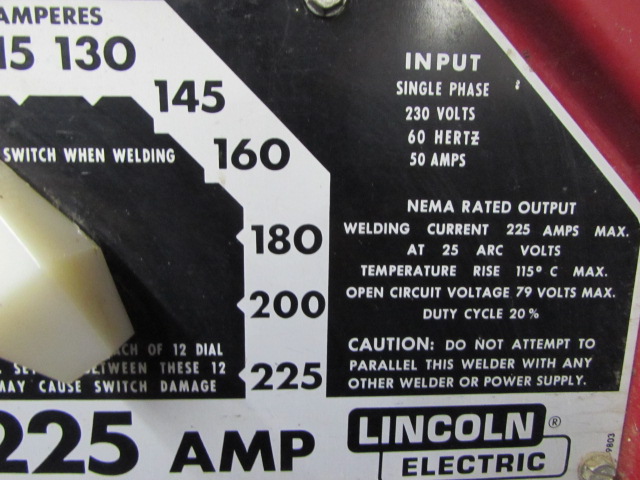 AMPERES
130
145
160
SWITCH WHEN WELDING
180
200
225
OF 12 DIAL
BETWEEN THESE 12
MAY CAUSE SWITCH DAMAGE
225 AMP
INPUT
SINGLE PHASE
230 VOLTS
60 HERTZ
50 AMPS
NEMA RATED OUTPUT
WELDING CURRENT 225 AMPS MAX.
AT 25 ARC VOLTS
TEMPERATURE RISE 115° C MAX.
OPEN CIRCUIT VOLTAGE 79 VOLTS MAX.
DUTY CYCLE 20%
CAUTION: DO NOT ATTEMPT TO
PARALLEL THIS WELDER WITH ANY
OTHER WELDER OR POWER SUPPLY.
LINCOLN ®
ELECTRIC
9803